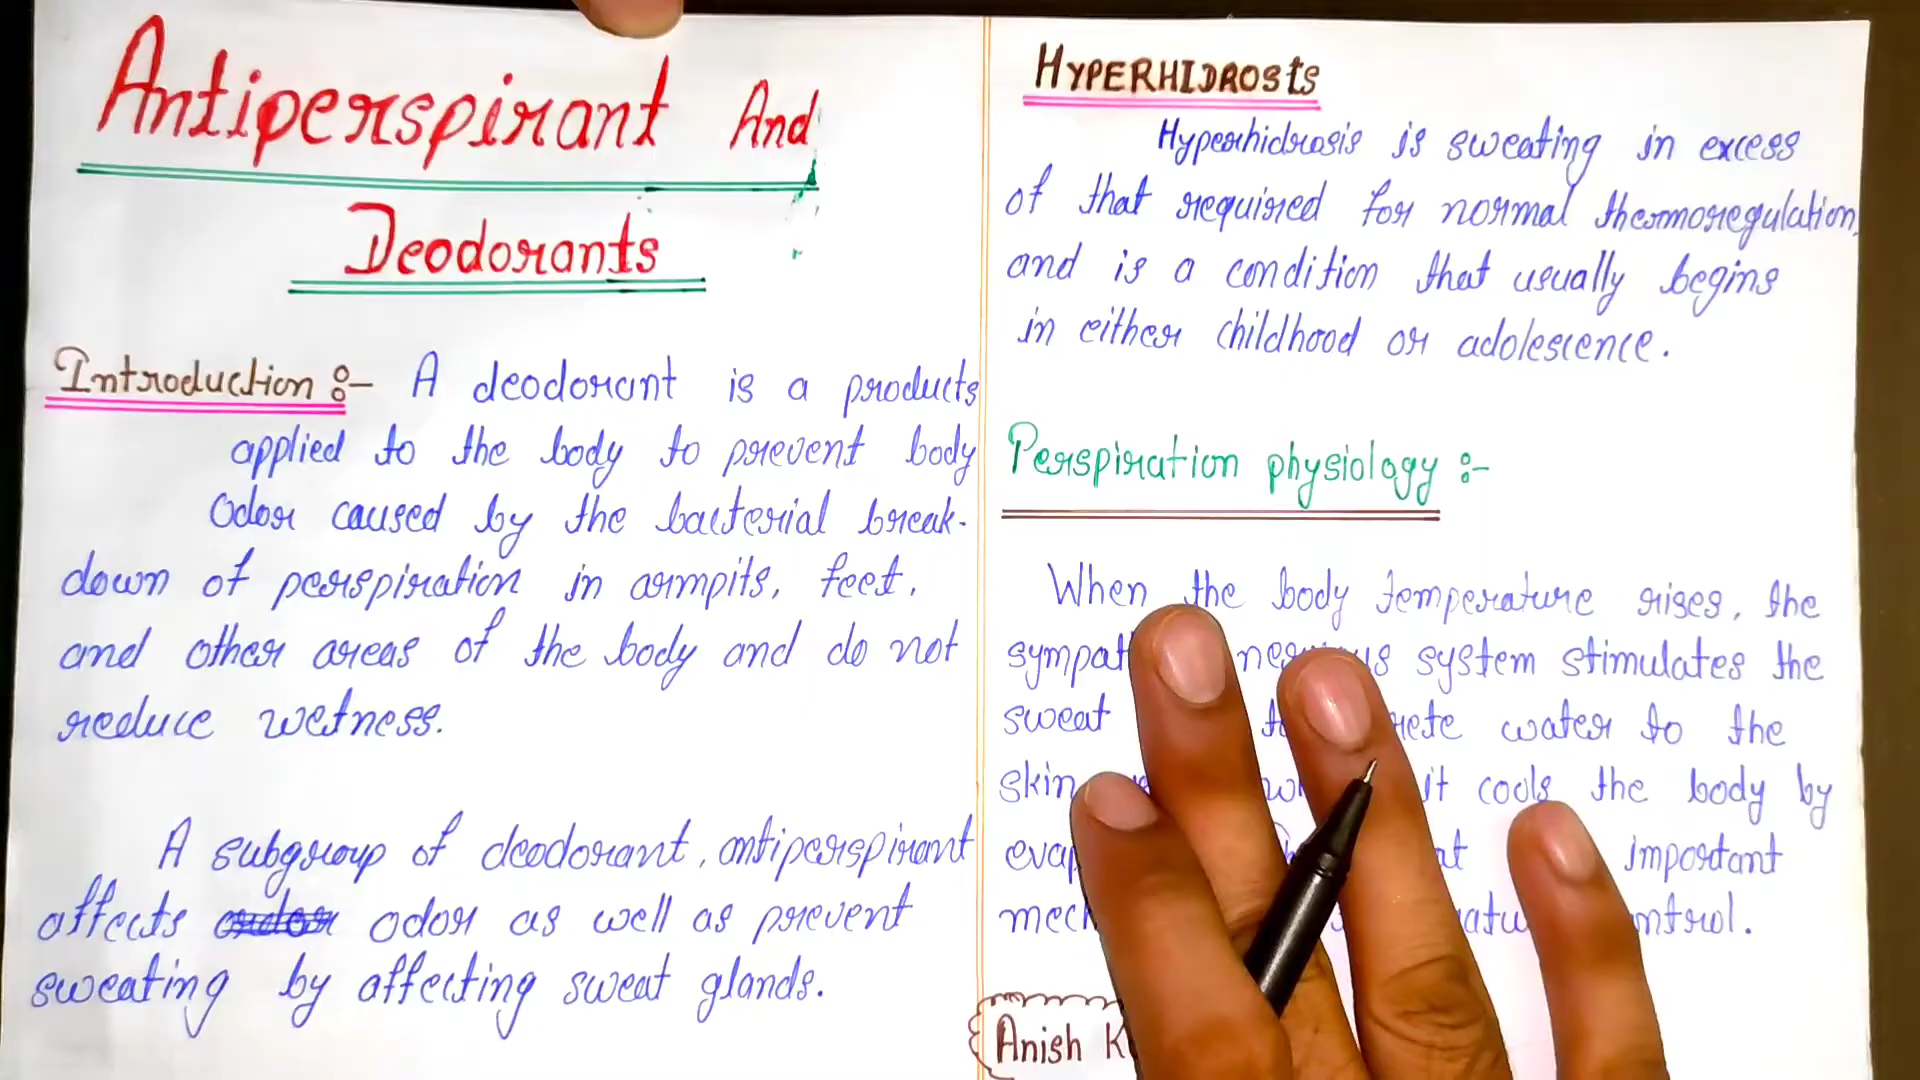 Antiperspirant And
Deodorants
Introduction :- A deodorant is a products
applied to the body to prevent body
Odor caused by the bacterial break-
down of perspiration in armpits, feet,
and other areas of the body and do not
reduce wetness.
A subgroup of deodorant, antiperspirant
affects odor as well as prevent
sweating by affecting sweat glands.
HYPERHIDROSIS
Hyperhidrosis is sweating in excess
of that required for normal thermoregulation,
and is a condition that usually begins
in either childhood or adolescence.
Perspiration physiology :-
When the body temperature rises, the
system stimulates the
sweat water to the
skin it cools the body by
important
Anish